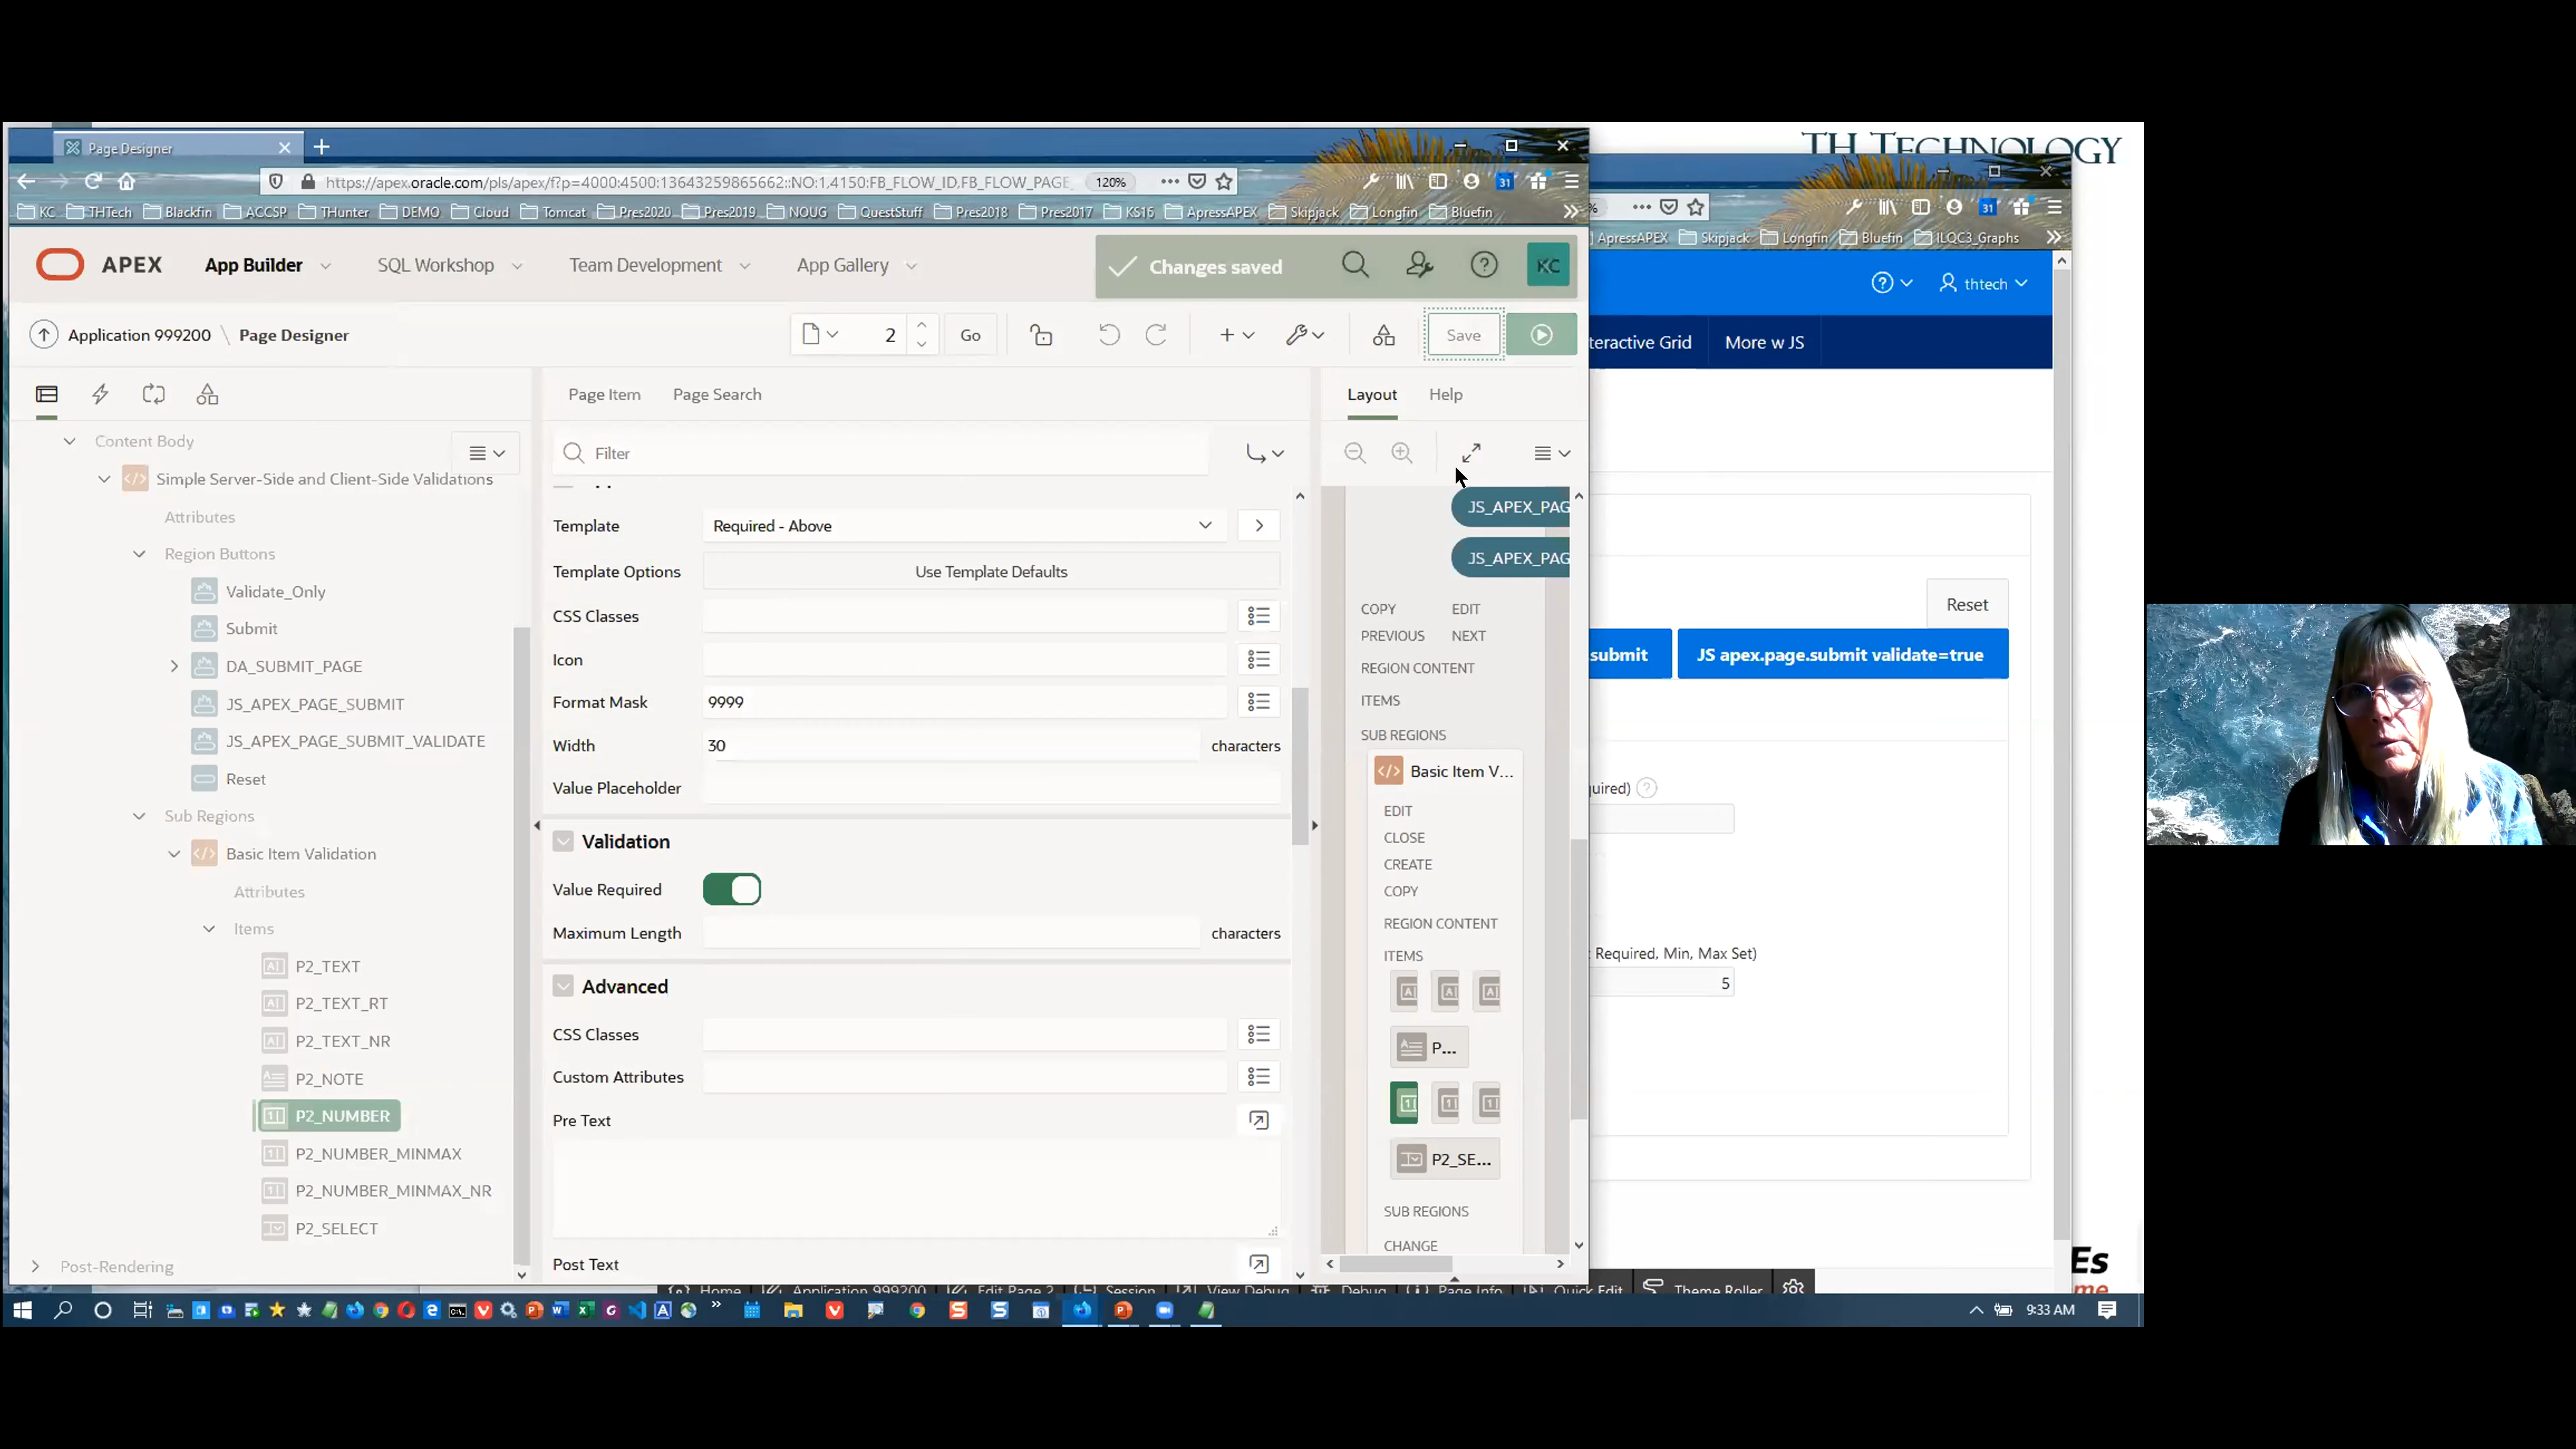 TH TECHNOLOGY
Page Designer
https://apex.oracle.com/pls/apex/f?p=4000:4500:13643259865662::NO:1,4150:FB_FLOW_ID,FB_FLOW_PAGE_
120%
31
KC THTech Blackfin ACCSP THunter DEMO Cloud Tomcat Pres2020 Pres2019 NOUG QuestStuff Pres2018 Pres2017 KS16 ApressAPEX Skipjack Longfin Bluefin
%
31
ApressAPEX Skipjack Longfin Bluefin ILQC3_Graphs
APEX App Builder SQL Workshop Team Development App Gallery
Changes saved
KC
thtech
Application 999200 \ Page Designer
2 Go
Save
teractive Grid More w JS
Page Item Page Search
Layout Help
Content Body
Simple Server-Side and Client-Side Validations
Attributes
Region Buttons
Validate_Only
Submit
DA_SUBMIT_PAGE
JS_APEX_PAGE_SUBMIT
JS_APEX_PAGE_SUBMIT_VALIDATE
Reset
Sub Regions
Basic Item Validation
Attributes
Items
P2_TEXT
P2_TEXT_RT
P2_TEXT_NR
P2_NOTE
P2_NUMBER
P2_NUMBER_MINMAX
P2_NUMBER_MINMAX_NR
P2_SELECT
Post-Rendering
Filter
Template Required - Above
Template Options Use Template Defaults
CSS Classes
Icon
Format Mask 9999
Width 30 characters
Value Placeholder
Validation
Value Required
Maximum Length characters
Advanced
CSS Classes
Custom Attributes
Pre Text
Post Text
JS_APEX_PAG
JS_APEX_PAG
COPY EDIT
PREVIOUS NEXT
REGION CONTENT
ITEMS
SUB REGIONS
Basic Item V...
EDIT
CLOSE
CREATE
COPY
REGION CONTENT
ITEMS
P...
P2_SE...
SUB REGIONS
CHANGE
Reset
submit JS apex.page.submit validate=true
uired)
Required, Min, Max Set)
5
Es
me
Home Application 999200 Edit Page 2 Session View Debug Debug Page Info Quick Edit Theme Roller
9:33 AM